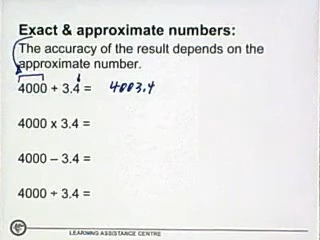 Exact & approximate numbers:
The accuracy of the result depends on the
approximate number.
4000 + 3.4 = 4003.4
4000 x 3.4 =
4000 – 3.4 =
4000 ÷ 3.4 =
LEARNING ASSISTANCE CENTRE